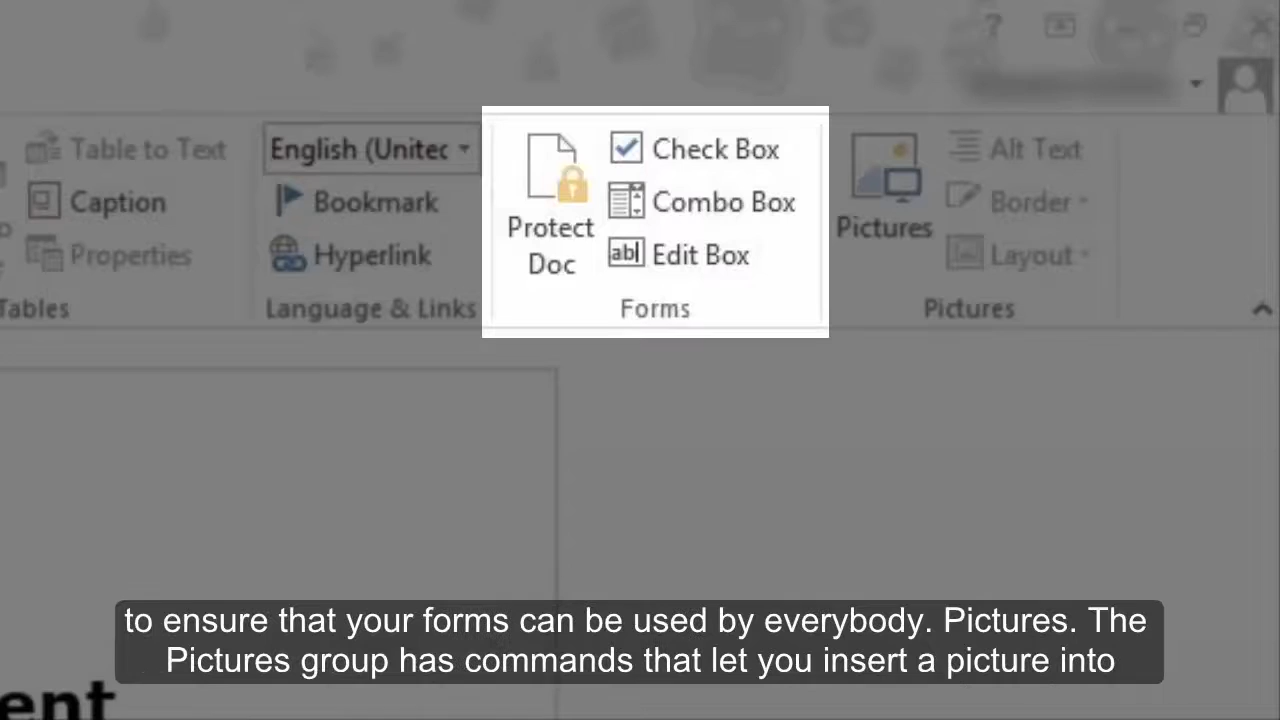 ?
Table to Text
Caption
Properties
Tables
English (Unitec
Bookmark
Hyperlink
Language & Links
Protect
Doc
Check Box
Combo Box
abl Edit Box
Forms
Pictures
Alt Text
Border
Layout
Pictures
ent
to ensure that your forms can be used by everybody. Pictures. The
Pictures group has commands that let you insert a picture into